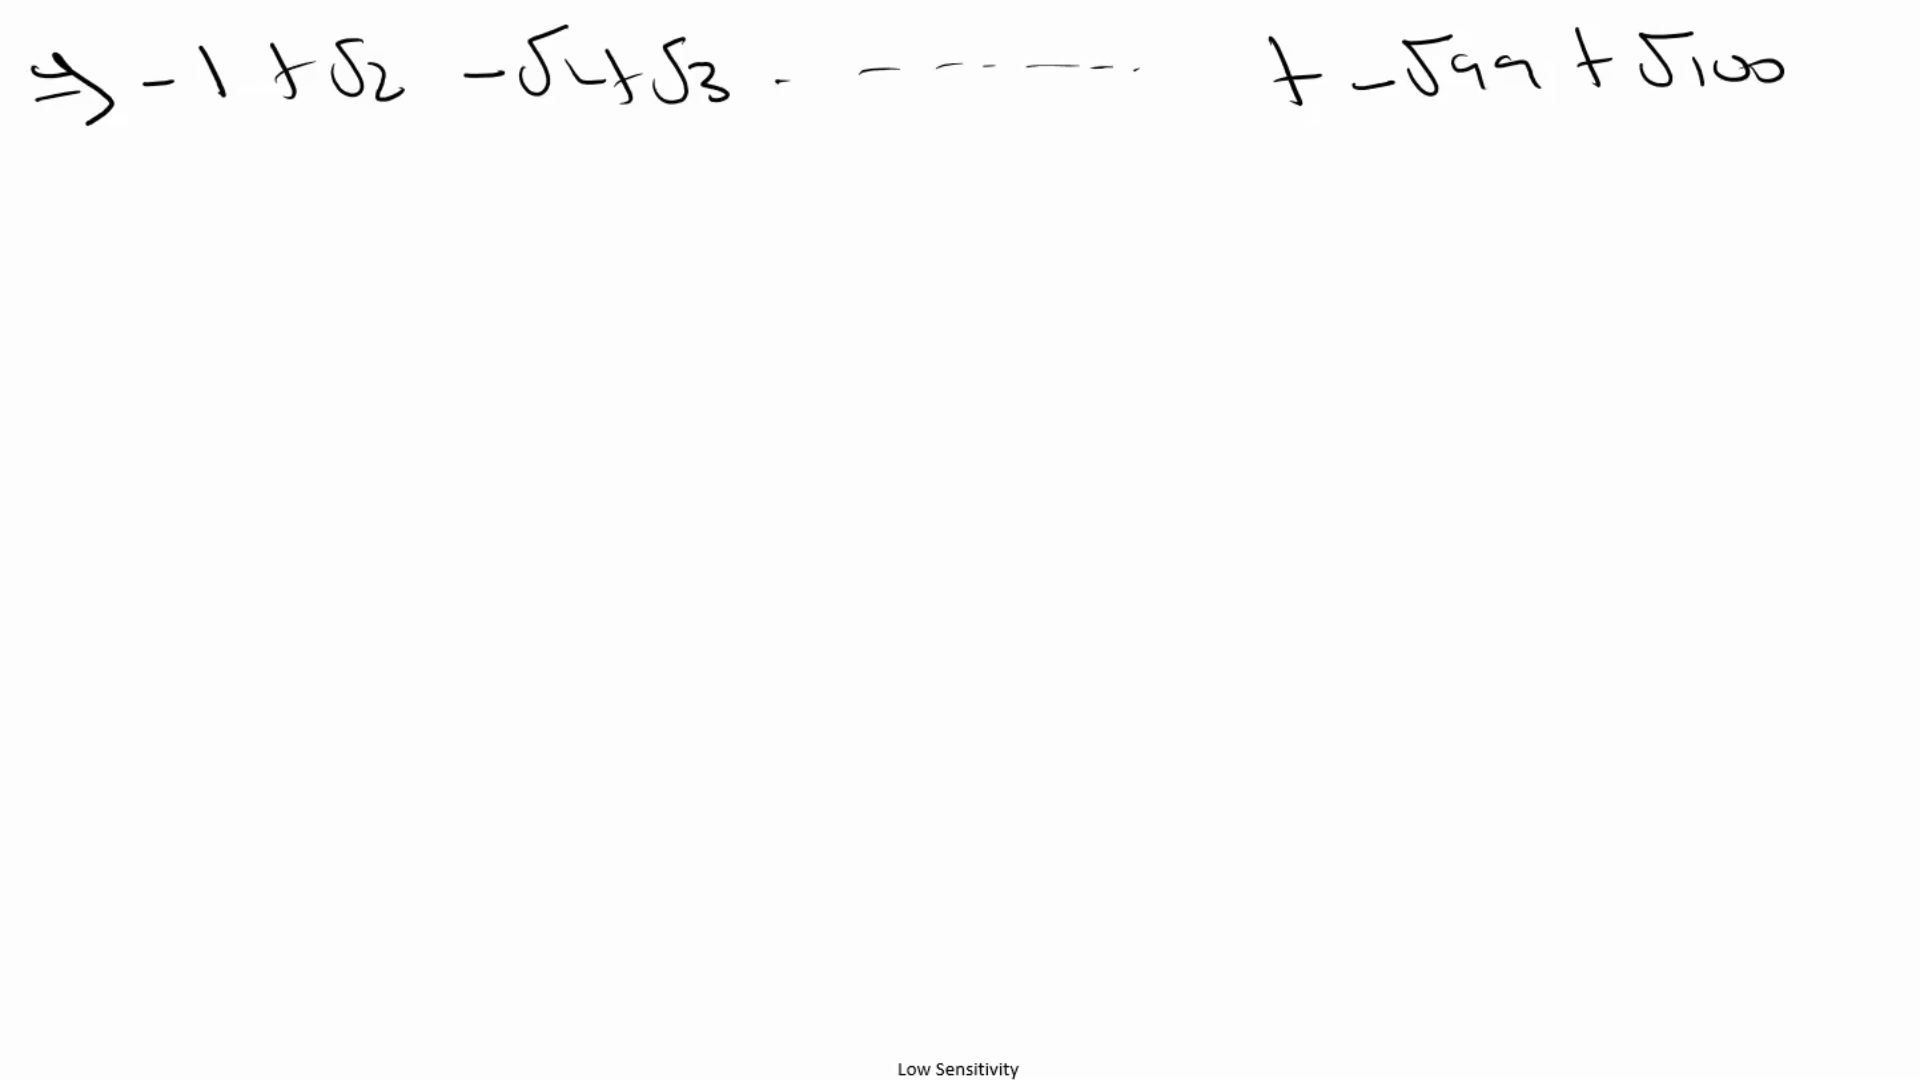 ⇒ -1 + √2 - √2 + √3 . - - - - - - . + - √99 + √100
Low Sensitivity